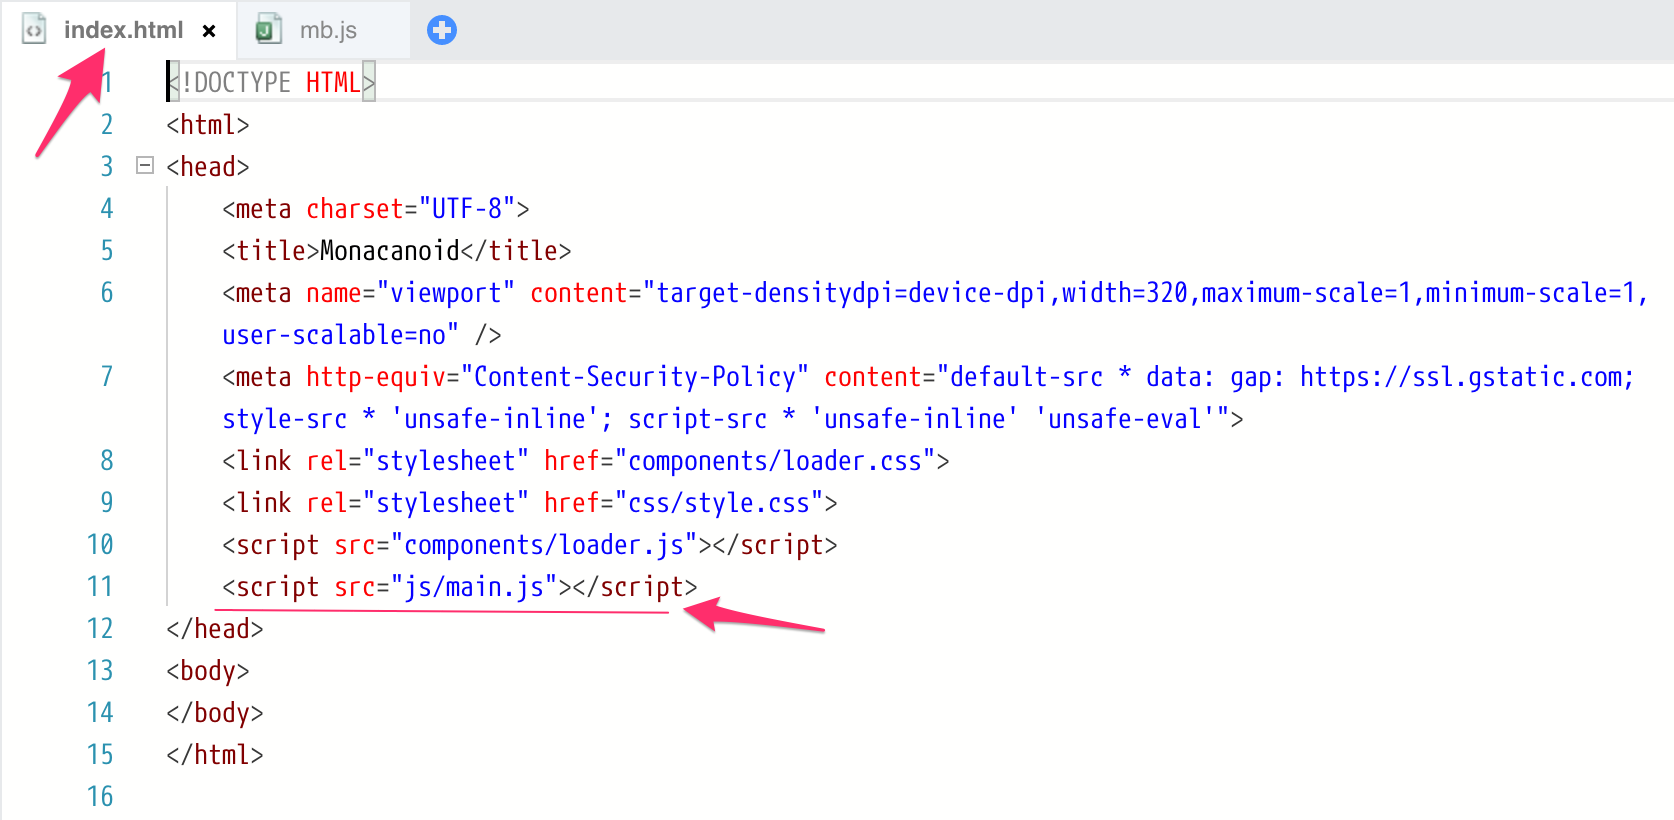 index.html × mb.js
1 <!DOCTYPE HTML>
2 <html>
3 <head>
4 <meta charset="UTF-8">
5 <title>Monacanoid</title>
6 <meta name="viewport" content="target-densitydpi=device-dpi,width=320,maximum-scale=1,minimum-scale=1,
user-scalable=no" />
7 <meta http-equiv="Content-Security-Policy" content="default-src * data: gap: https://ssl.gstatic.com;
style-src * 'unsafe-inline'; script-src * 'unsafe-inline' 'unsafe-eval'">
8 <link rel="stylesheet" href="components/loader.css">
9 <link rel="stylesheet" href="css/style.css">
10 <script src="components/loader.js"></script>
11 <script src="js/main.js"></script>
12 </head>
13 <body>
14 </body>
15 </html>
16